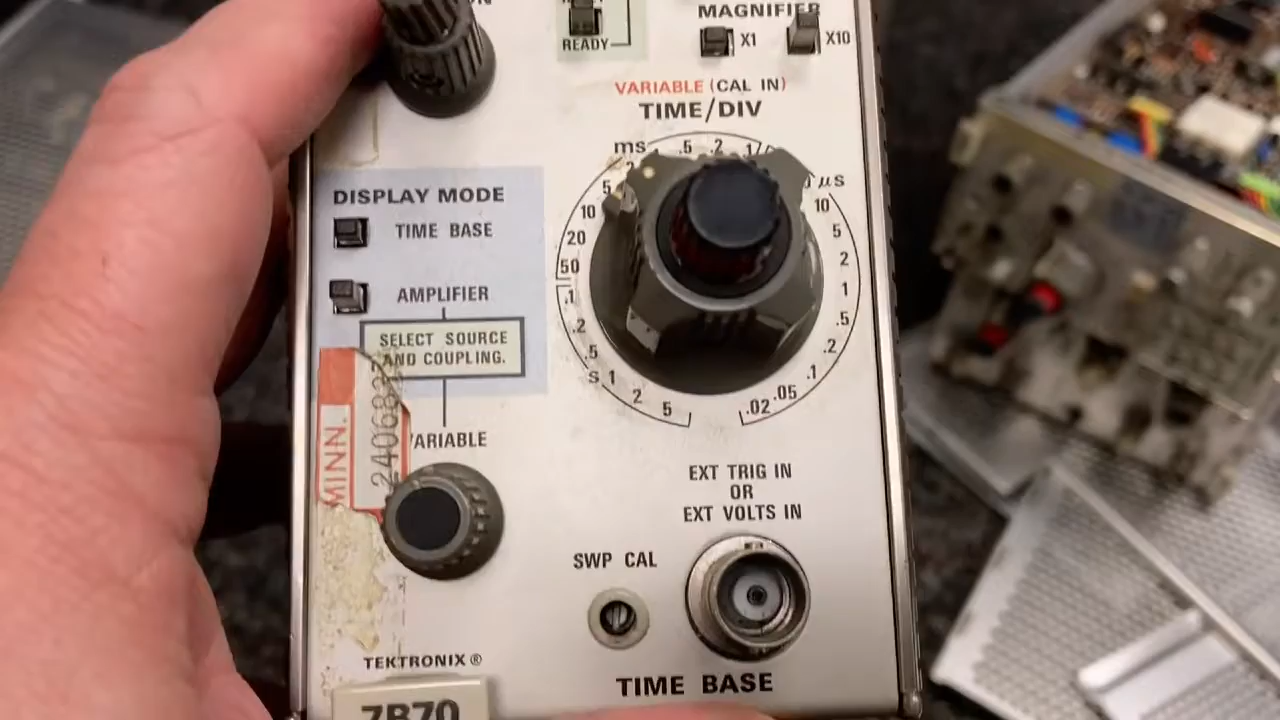 MAGNIFIER
READY
X1
X10
VARIABLE (CAL IN)
TIME/DIV
ms
.5
.2
µs
5
10
20
50
.1
.2
.5
s
1
2
5
10
5
2
1
.5
.2
.1
.05
.02
DISPLAY MODE
TIME BASE
AMPLIFIER
SELECT SOURCE
AND COUPLING.
VARIABLE
MINN.
EXT TRIG IN
OR
EXT VOLTS IN
SWP CAL
TEKTRONIX®
7B70
TIME BASE